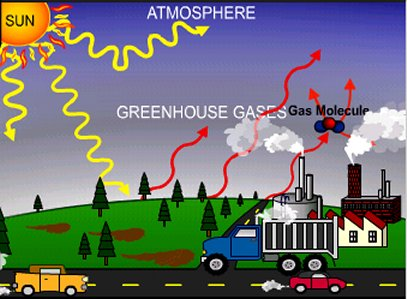 SUN
ATMOSPHERE
GREENHOUSE GASES
Gas Molecule